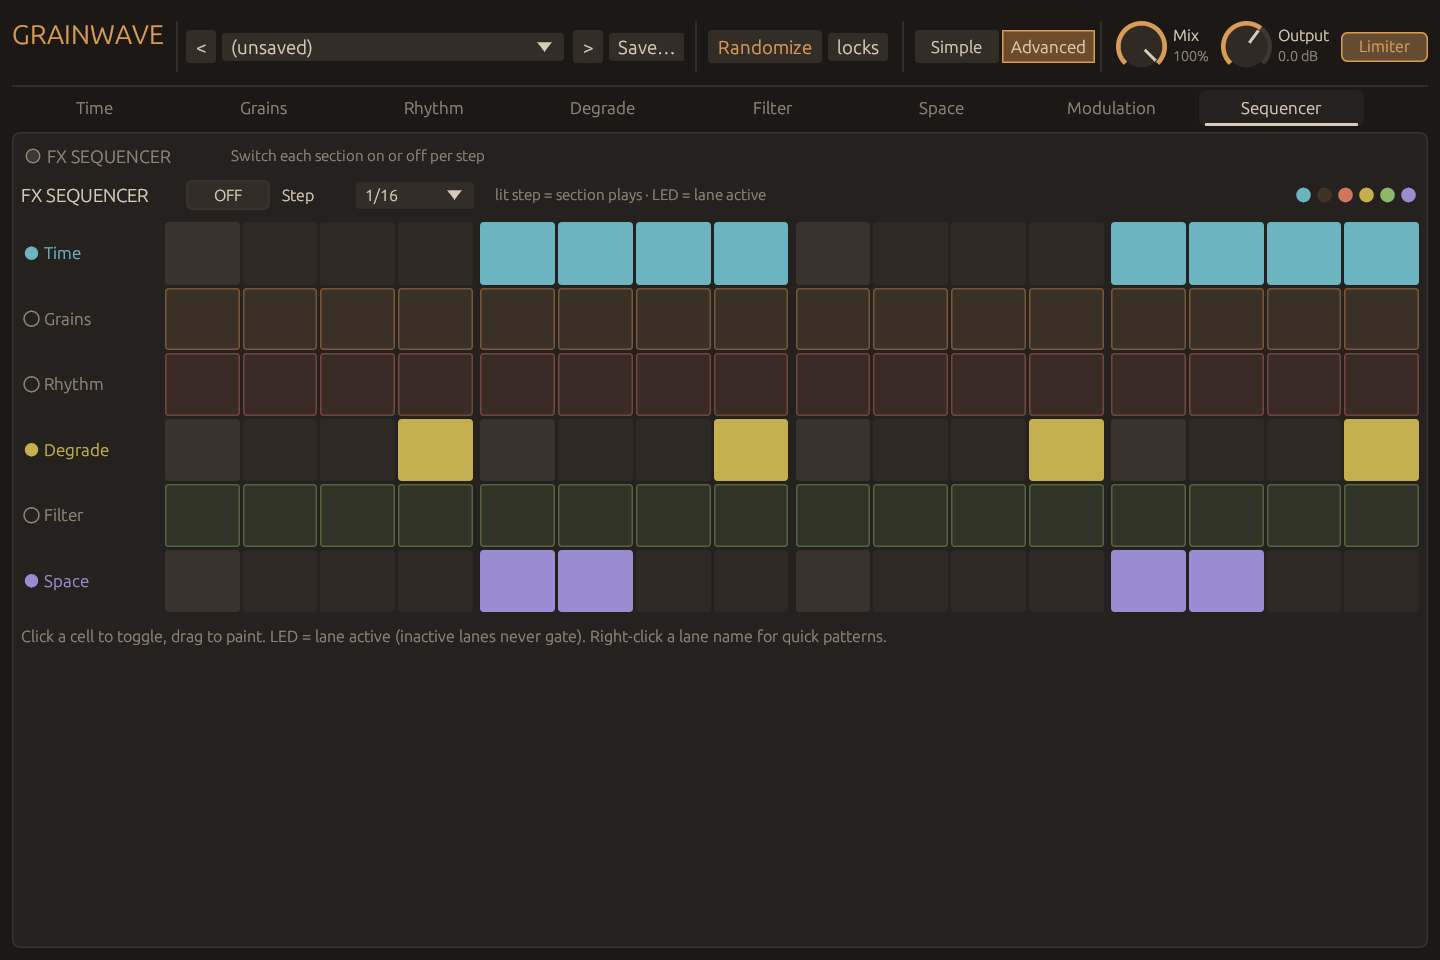 GRAINWAVE
<
(unsaved)
>
Save...
Randomize
locks
Simple
Advanced
Mix
100%
Output
0.0 dB
Limiter
Time
Grains
Rhythm
Degrade
Filter
Space
Modulation
Sequencer
FX SEQUENCER
Switch each section on or off per step
FX SEQUENCER
OFF
Step
1/16
lit step = section plays · LED = lane active
Time
Grains
Rhythm
Degrade
Filter
Space
Click a cell to toggle, drag to paint. LED = lane active (inactive lanes never gate). Right-click a lane name for quick patterns.